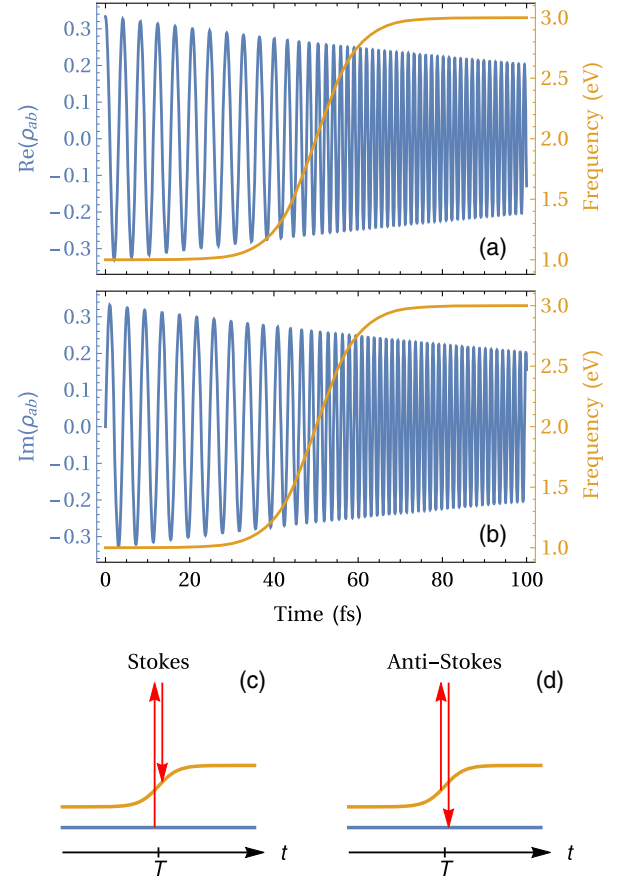 0.3
0.2
0.1
0.0
−0.1
−0.2
−0.3
Re(ρab)
3.0
2.5
2.0
1.5
1.0
Frequency (eV)
(a)
0.3
0.2
0.1
0.0
−0.1
−0.2
−0.3
Im(ρab)
3.0
2.5
2.0
1.5
1.0
Frequency (eV)
(b)
0 20 40 60 80 100
Time (fs)
Stokes (c)
Anti−Stokes (d)
T t
T t